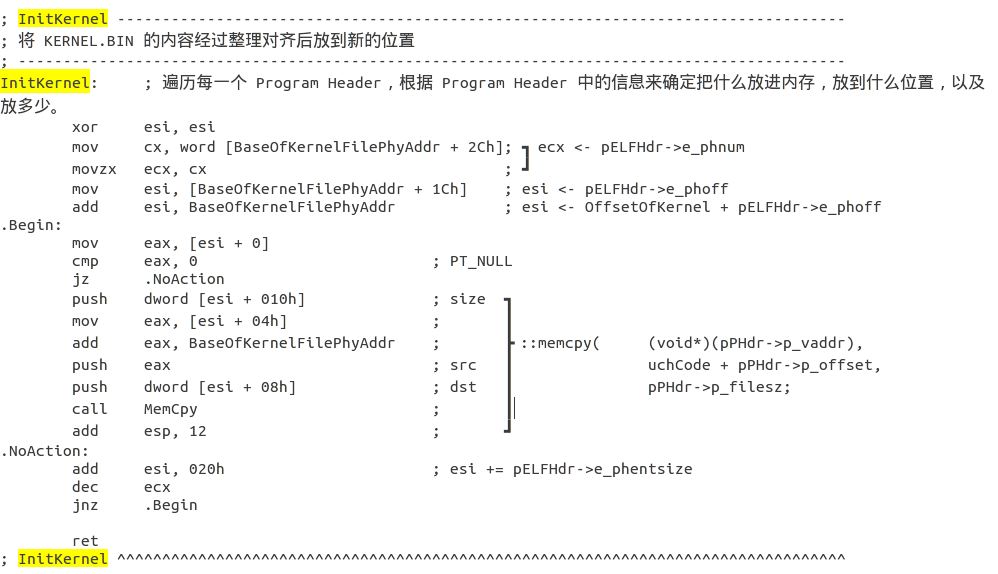 ; InitKernel ---------------------------------------------------------------------------------
; 将 KERNEL.BIN 的内容经过整理对齐后放到新的位置
; --------------------------------------------------------------------------------------------
InitKernel:	; 遍历每一个 Program Header，根据 Program Header 中的信息来确定把什么放进内存，放到什么位置，以及
放多少。
        xor     esi, esi
        mov     cx, word [BaseOfKernelFilePhyAddr + 2Ch]; ┓ ecx <- pELFHdr->e_phnum
        movzx   ecx, cx                                 ; ┛
        mov     esi, [BaseOfKernelFilePhyAddr + 1Ch]    ; esi <- pELFHdr->e_phoff
        add     esi, BaseOfKernelFilePhyAddr            ; esi <- OffsetOfKernel + pELFHdr->e_phoff
.Begin:
        mov     eax, [esi + 0]
        cmp     eax, 0                          ; PT_NULL
        jz      .NoAction
        push    dword [esi + 010h]              ; size  ┓
        mov     eax, [esi + 04h]                ;       ┃
        add     eax, BaseOfKernelFilePhyAddr    ;       ┣ ::memcpy(     (void*)(pPHdr->p_vaddr),
        push    eax                             ; src   ┃               uchCode + pPHdr->p_offset,
        push    dword [esi + 08h]               ; dst   ┃               pPHdr->p_filesz;
        call    MemCpy                          ;       ┃
        add     esp, 12                         ;       ┛
.NoAction:
        add     esi, 020h                       ; esi += pELFHdr->e_phentsize
        dec     ecx
        jnz     .Begin
        ret
; InitKernel ^^^^^^^^^^^^^^^^^^^^^^^^^^^^^^^^^^^^^^^^^^^^^^^^^^^^^^^^^^^^^^^^^^^^^^^^^^^^^^^^^